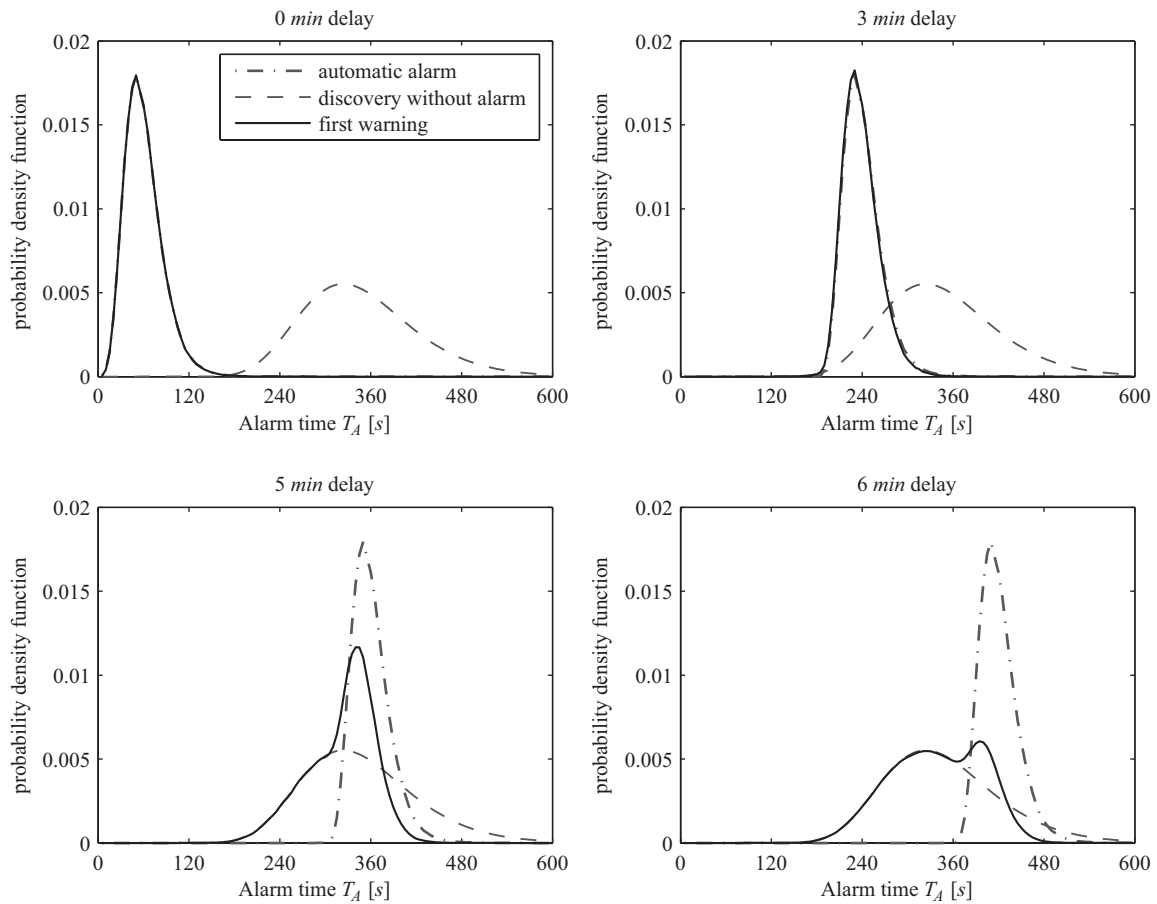 0 min delay
0.02
0.015
0.01
0.005
0
probability density function
automatic alarm
discovery without alarm
first warning
0 120 240 360 480 600
Alarm time T_A [s]
3 min delay
0.02
0.015
0.01
0.005
0
probability density function
0 120 240 360 480 600
Alarm time T_A [s]
5 min delay
0.02
0.015
0.01
0.005
0
probability density function
0 120 240 360 480 600
Alarm time T_A [s]
6 min delay
0.02
0.015
0.01
0.005
0
probability density function
0 120 240 360 480 600
Alarm time T_A [s]